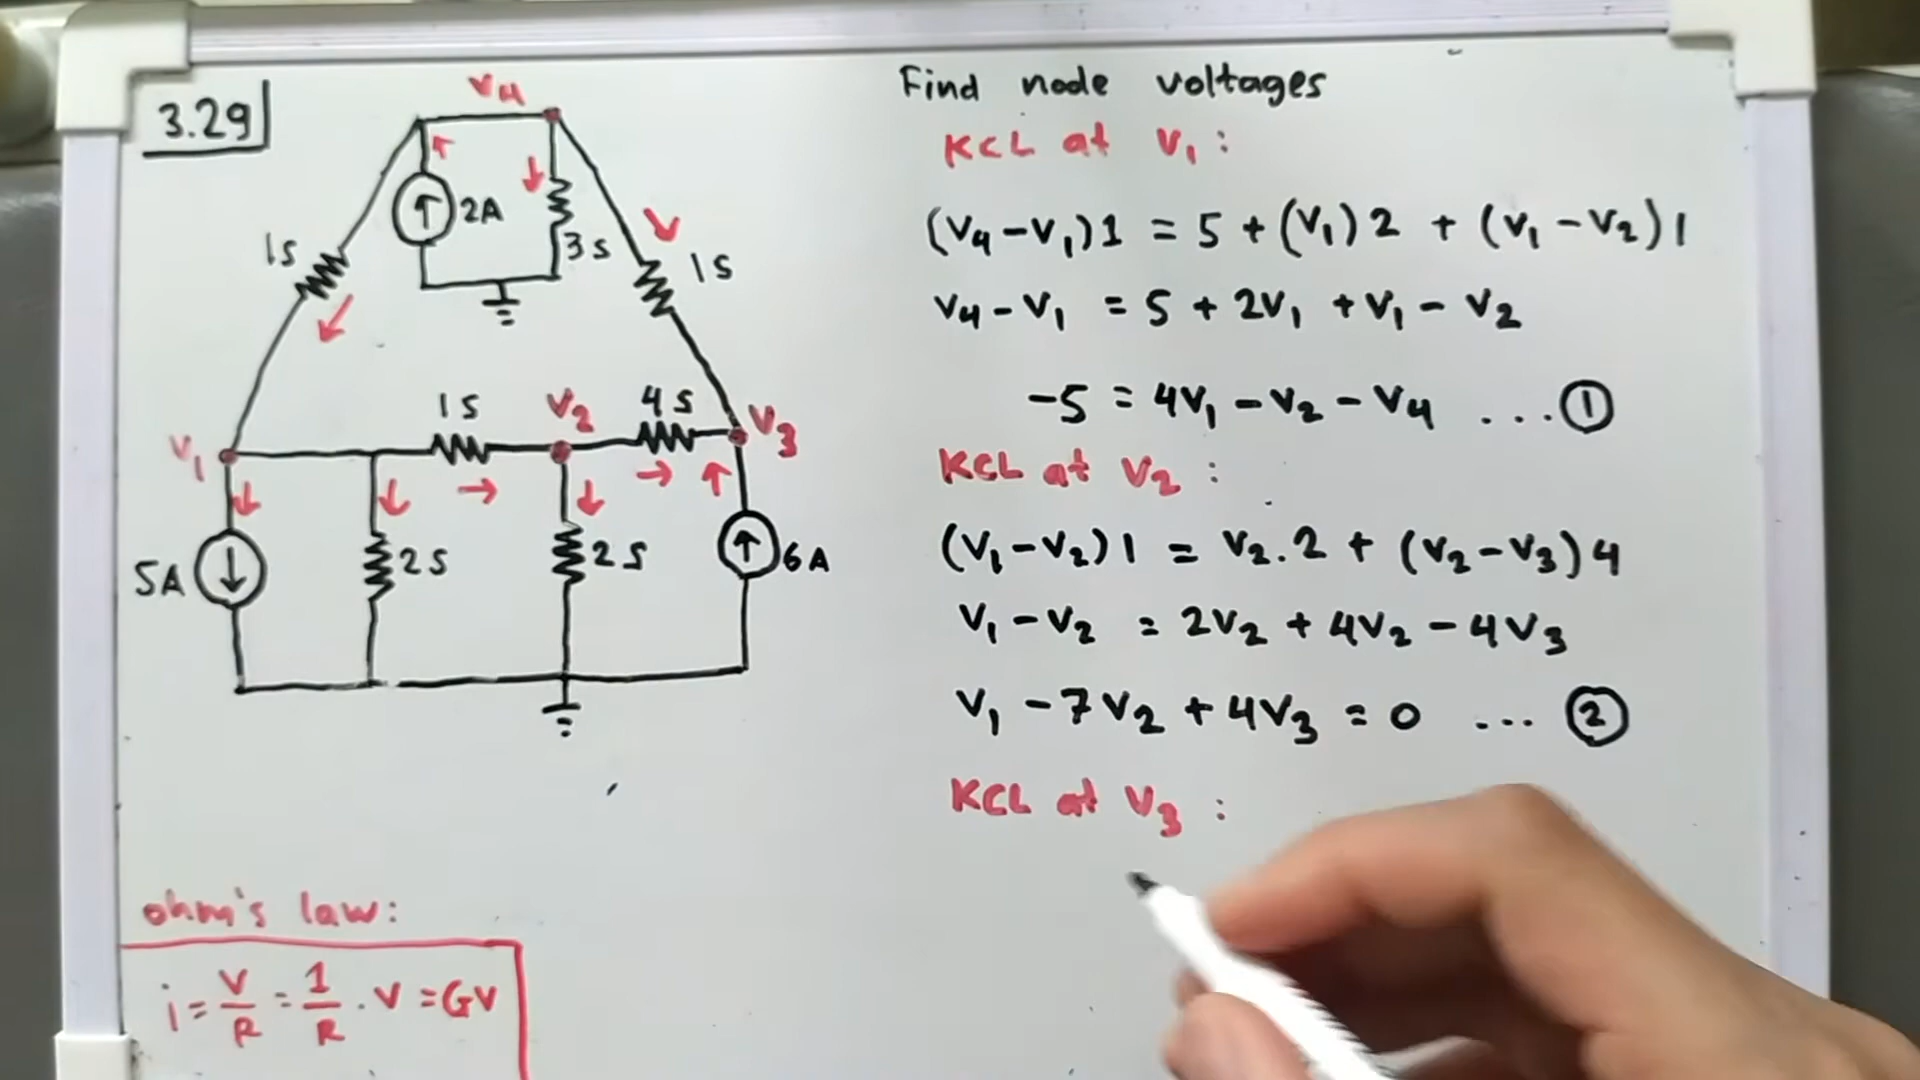 3.29
V4
2A
3s
1s
1s
V1
1s
V2
4s
V3
5A
2s
2s
6A
ohm's law:
i = V/R = 1/R . V = GV
Find node voltages
KCL at V1 :
(V4 - V1)1 = 5 + (V1)2 + (V1 - V2)1
V4 - V1 = 5 + 2V1 + V1 - V2
-5 = 4V1 - V2 - V4 ... ①
KCL at V2 :
(V1 - V2)1 = V2.2 + (V2 - V3)4
V1 - V2 = 2V2 + 4V2 - 4V3
V1 - 7V2 + 4V3 = 0 ... ②
KCL at V3 :